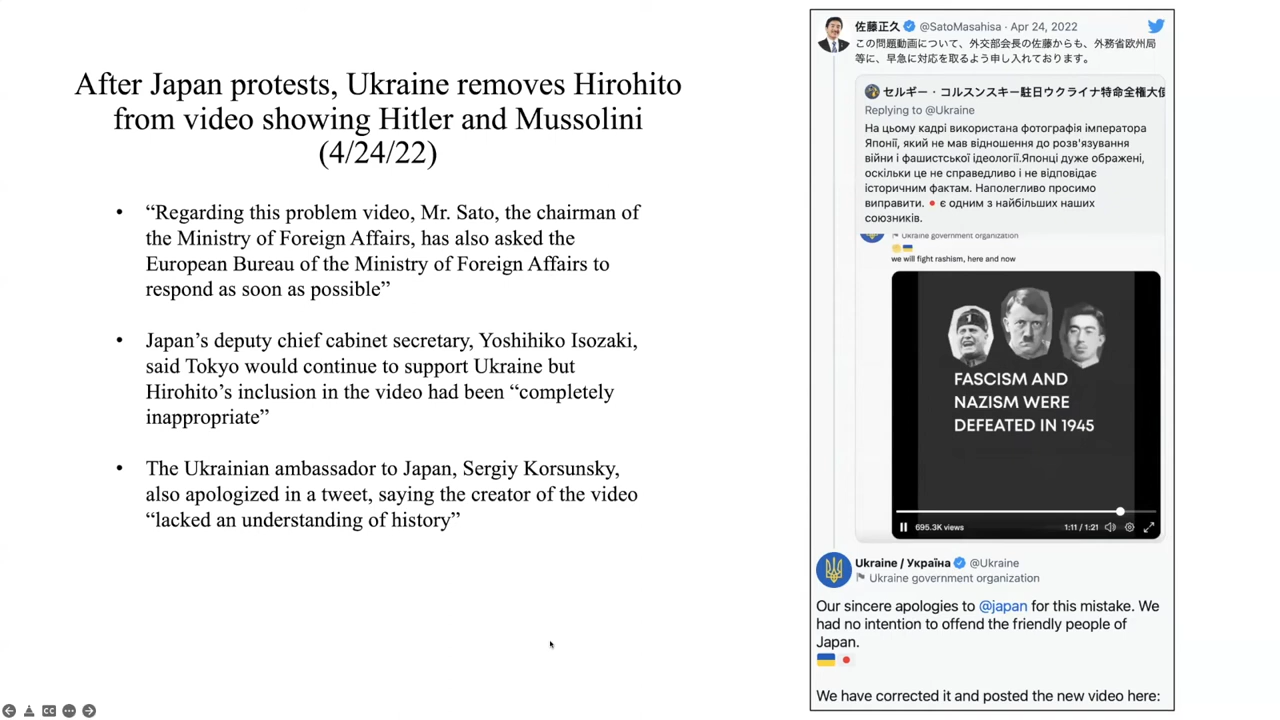 After Japan protests, Ukraine removes Hirohito
from video showing Hitler and Mussolini
(4/24/22)
• “Regarding this problem video, Mr. Sato, the chairman of
the Ministry of Foreign Affairs, has also asked the
European Bureau of the Ministry of Foreign Affairs to
respond as soon as possible”
• Japan’s deputy chief cabinet secretary, Yoshihiko Isozaki,
said Tokyo would continue to support Ukraine but
Hirohito’s inclusion in the video had been “completely
inappropriate”
• The Ukrainian ambassador to Japan, Sergiy Korsunsky,
also apologized in a tweet, saying the creator of the video
“lacked an understanding of history”
佐藤正久 @SatoMasahisa · Apr 24, 2022
この問題動画について、外交部会長の佐藤からも、外務省欧州局
等に、早急に対応を取るよう申し入れております。
セルギー・コルスンスキー駐日ウクライナ特命全権大使
Replying to @Ukraine
На цьому кадрі використана фотографія імператора
Японії, який не мав відношення до розв'язування
війни і фашистської ідеології.Японці дуже ображені,
оскільки це не справедливо і не відповідає
історичним фактам. Наполегливо просимо
виправити. 🇯🇵 є одним з найбільших наших
союзників.
Ukraine government organization
we will fight rashism, here and now
FASCISM AND
NAZISM WERE
DEFEATED IN 1945
695.3K views 1:11 / 1:21
Ukraine / Україна @Ukraine
Ukraine government organization
Our sincere apologies to @japan for this mistake. We
had no intention to offend the friendly people of
Japan.
🇺🇦 🇯🇵
We have corrected it and posted the new video here:
CC